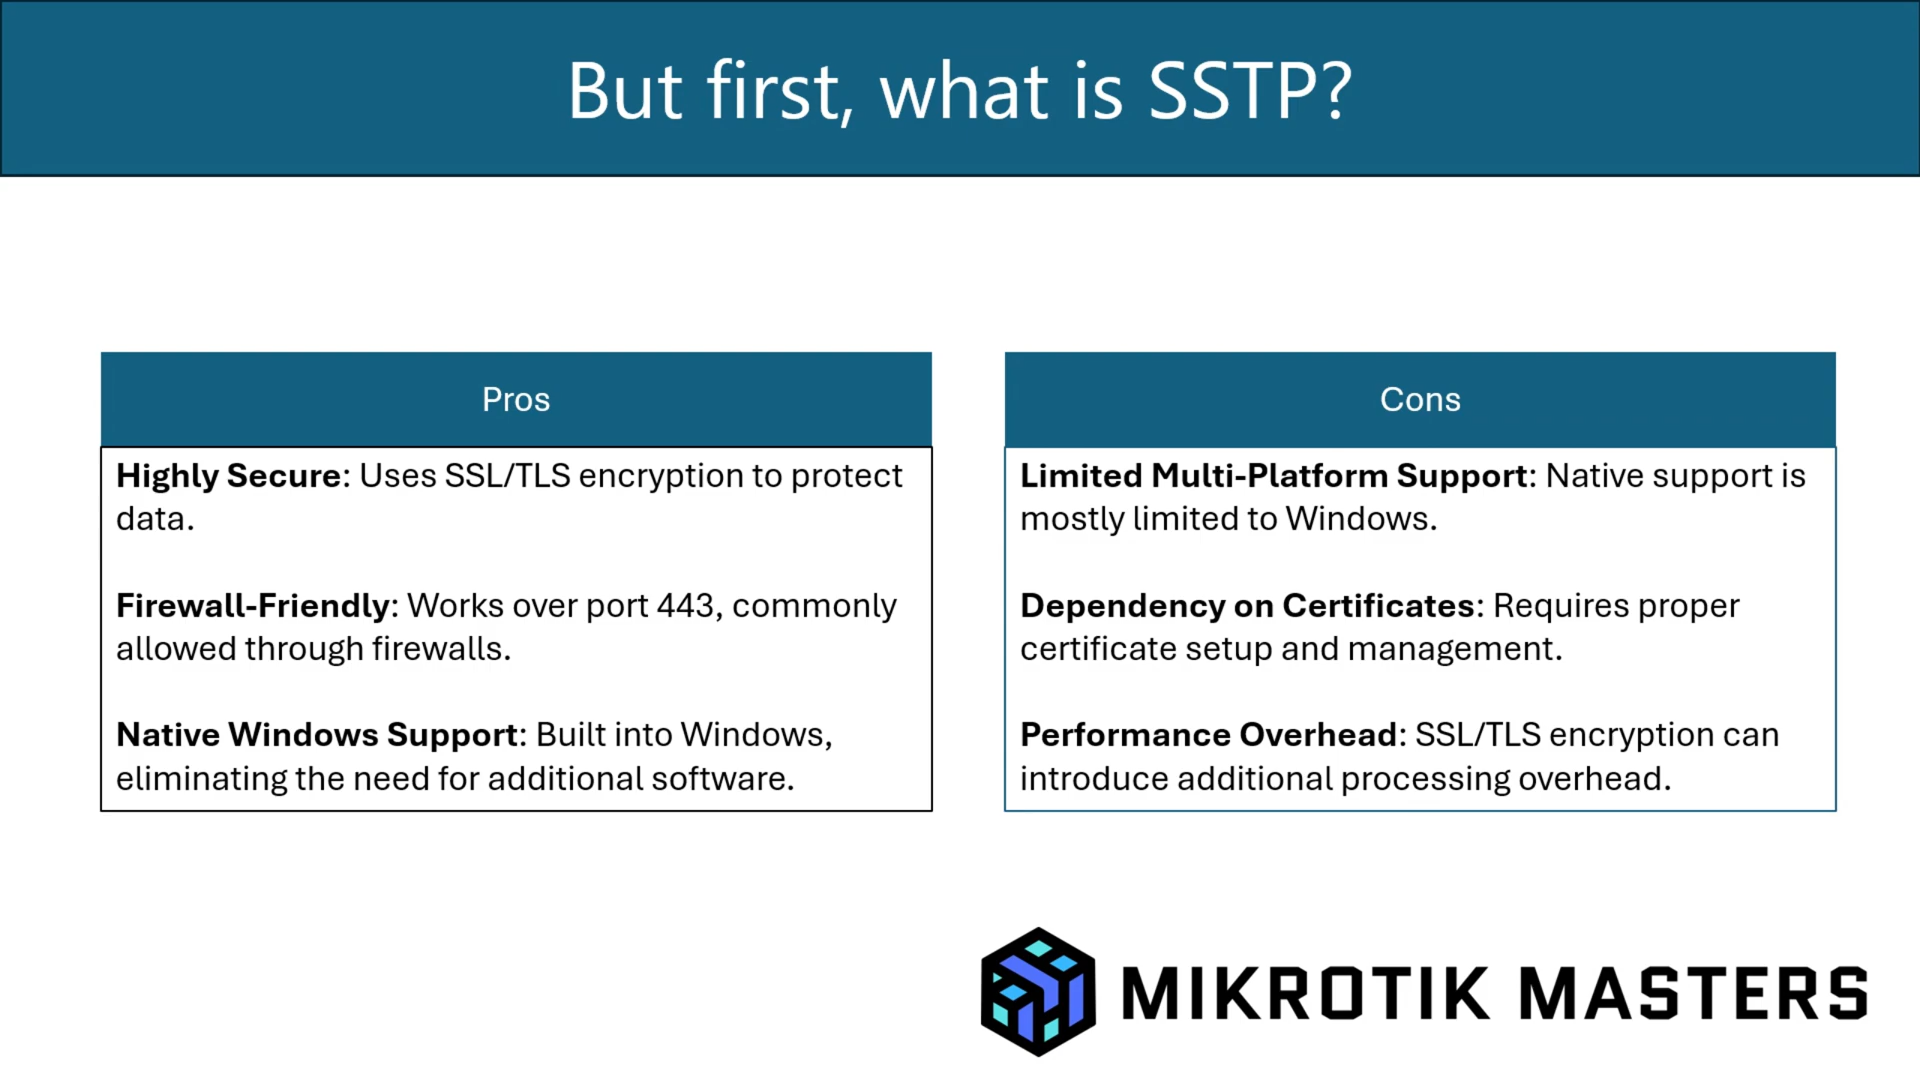 But first, what is SSTP?
Pros
Highly Secure: Uses SSL/TLS encryption to protect
data.
Firewall-Friendly: Works over port 443, commonly
allowed through firewalls.
Native Windows Support: Built into Windows,
eliminating the need for additional software.
Cons
Limited Multi-Platform Support: Native support is
mostly limited to Windows.
Dependency on Certificates: Requires proper
certificate setup and management.
Performance Overhead: SSL/TLS encryption can
introduce additional processing overhead.
MIKROTIK MASTERS